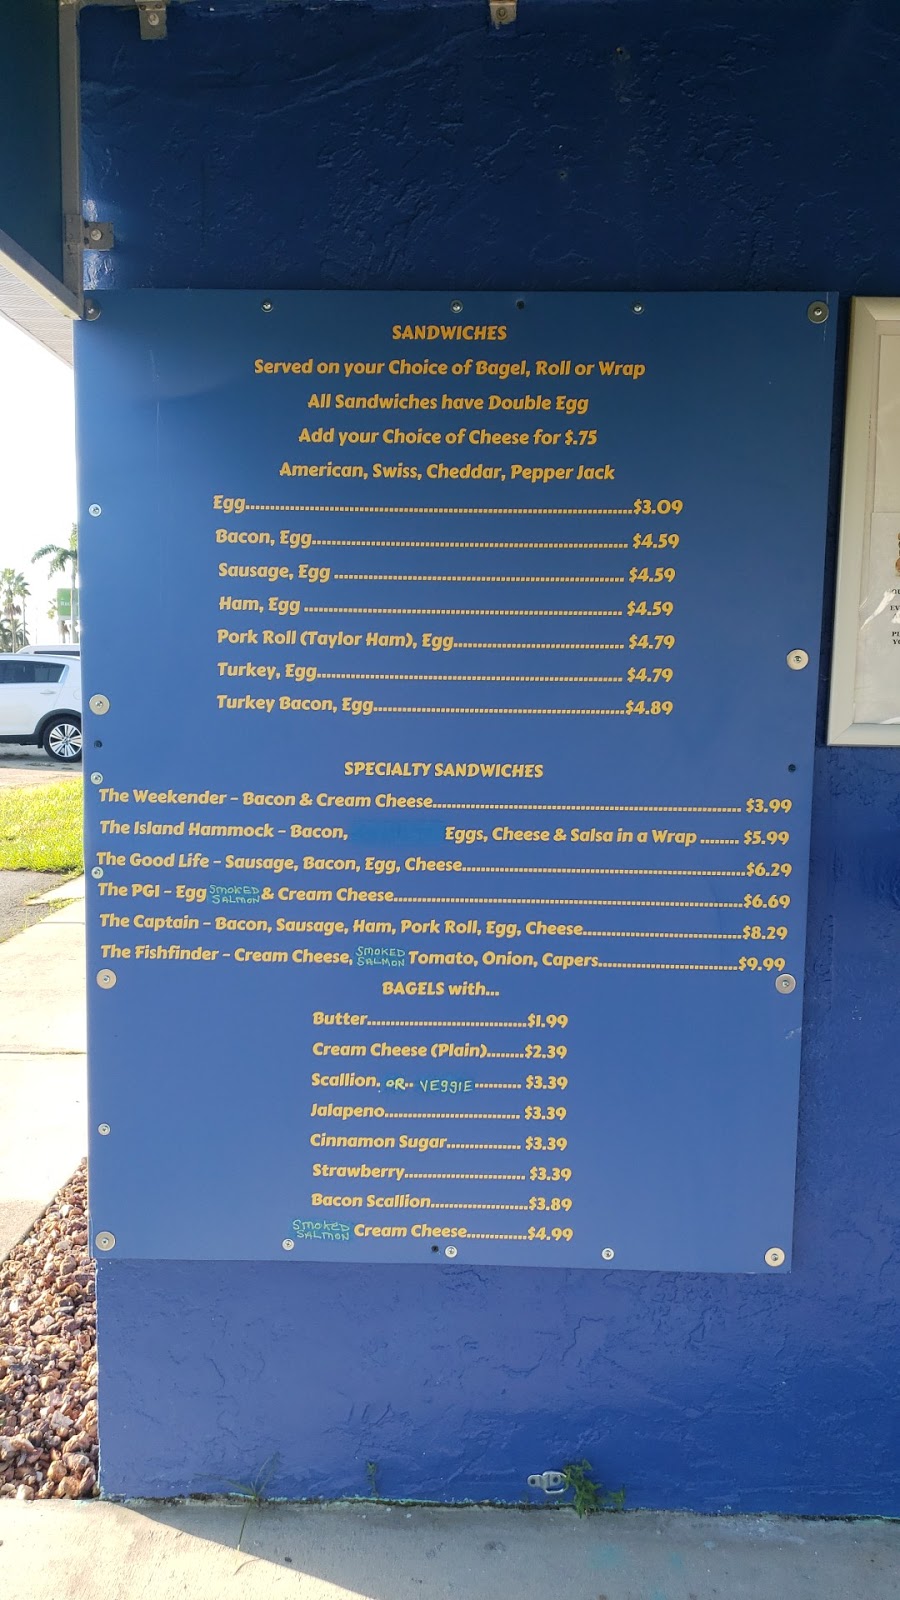 SANDWICHES
Served on your Choice of Bagel, Roll or Wrap
All Sandwiches have Double Egg
Add your Choice of Cheese for $.75
American, Swiss, Cheddar, Pepper Jack
Egg......$3.09
Bacon, Egg...... $4.59
Sausage, Egg ...... $4.59
Ham, Egg ...... $4.59
Pork Roll (Taylor Ham), Egg...... $4.79
Turkey, Egg...... $4.79
Turkey Bacon, Egg......$4.89
SPECIALTY SANDWICHES
The Weekender - Bacon & Cream Cheese...... $3.99
The Island Hammock - Bacon, Eggs, Cheese & Salsa in a Wrap ...... $5.99
The Good Life - Sausage, Bacon, Egg, Cheese......$6.29
The PGI - Egg SMOKED SALMON & Cream Cheese......$6.69
The Captain - Bacon, Sausage, Ham, Pork Roll, Egg, Cheese......$8.29
The Fishfinder - Cream Cheese, SMOKED SALMON Tomato, Onion, Capers......$9.99
BAGELS with...
Butter......$1.99
Cream Cheese (Plain)......$2.39
Scallion. OR.. VEGGIE...... $3.39
Jalapeno...... $3.39
Cinnamon Sugar...... $3.39
Strawberry...... $3.39
Bacon Scallion......$3.89
SMOKED SALMON Cream Cheese......$4.99